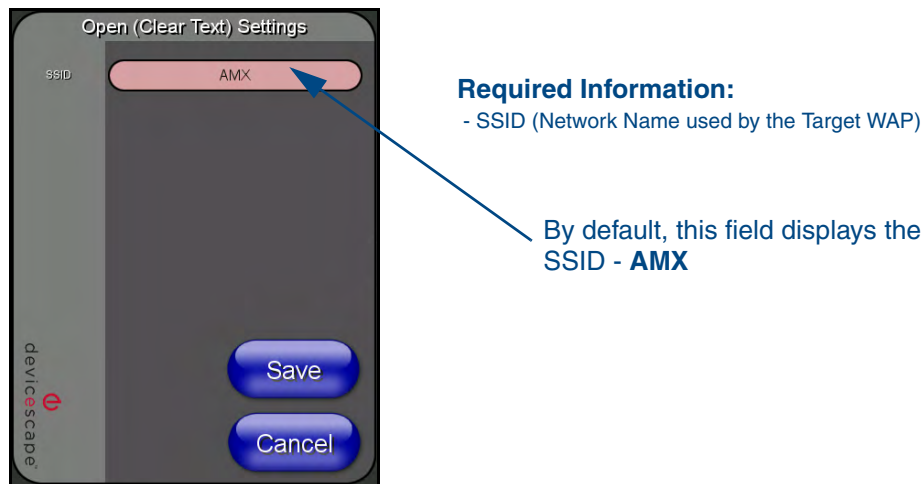 Open (Clear Text) Settings
SSID
AMX
Save
Cancel
devicescape
e
Required Information:
- SSID (Network Name used by the Target WAP)
By default, this field displays the
SSID - AMX